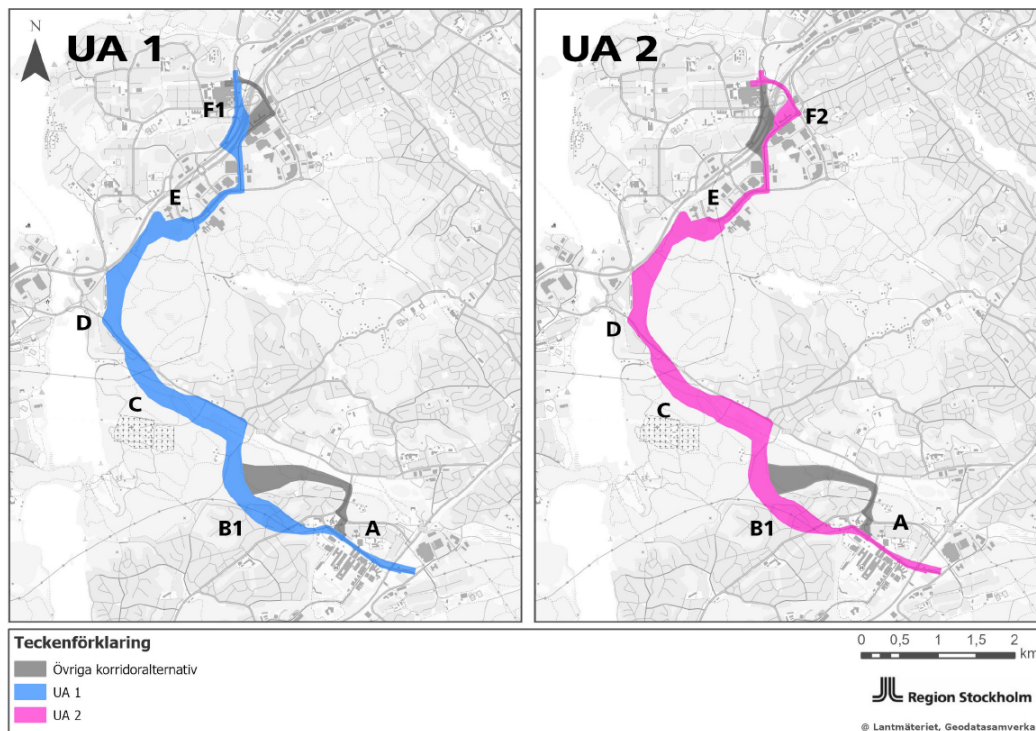 UA 1
N
F1
E
D
C
B1
A
UA 2
F2
E
D
C
B1
A
Teckenförklaring
Övriga korridoralternativ
UA 1
UA 2
0 0,5 1 1,5 2
km
Region Stockholm
© Lantmäteriet, Geodatasamverka